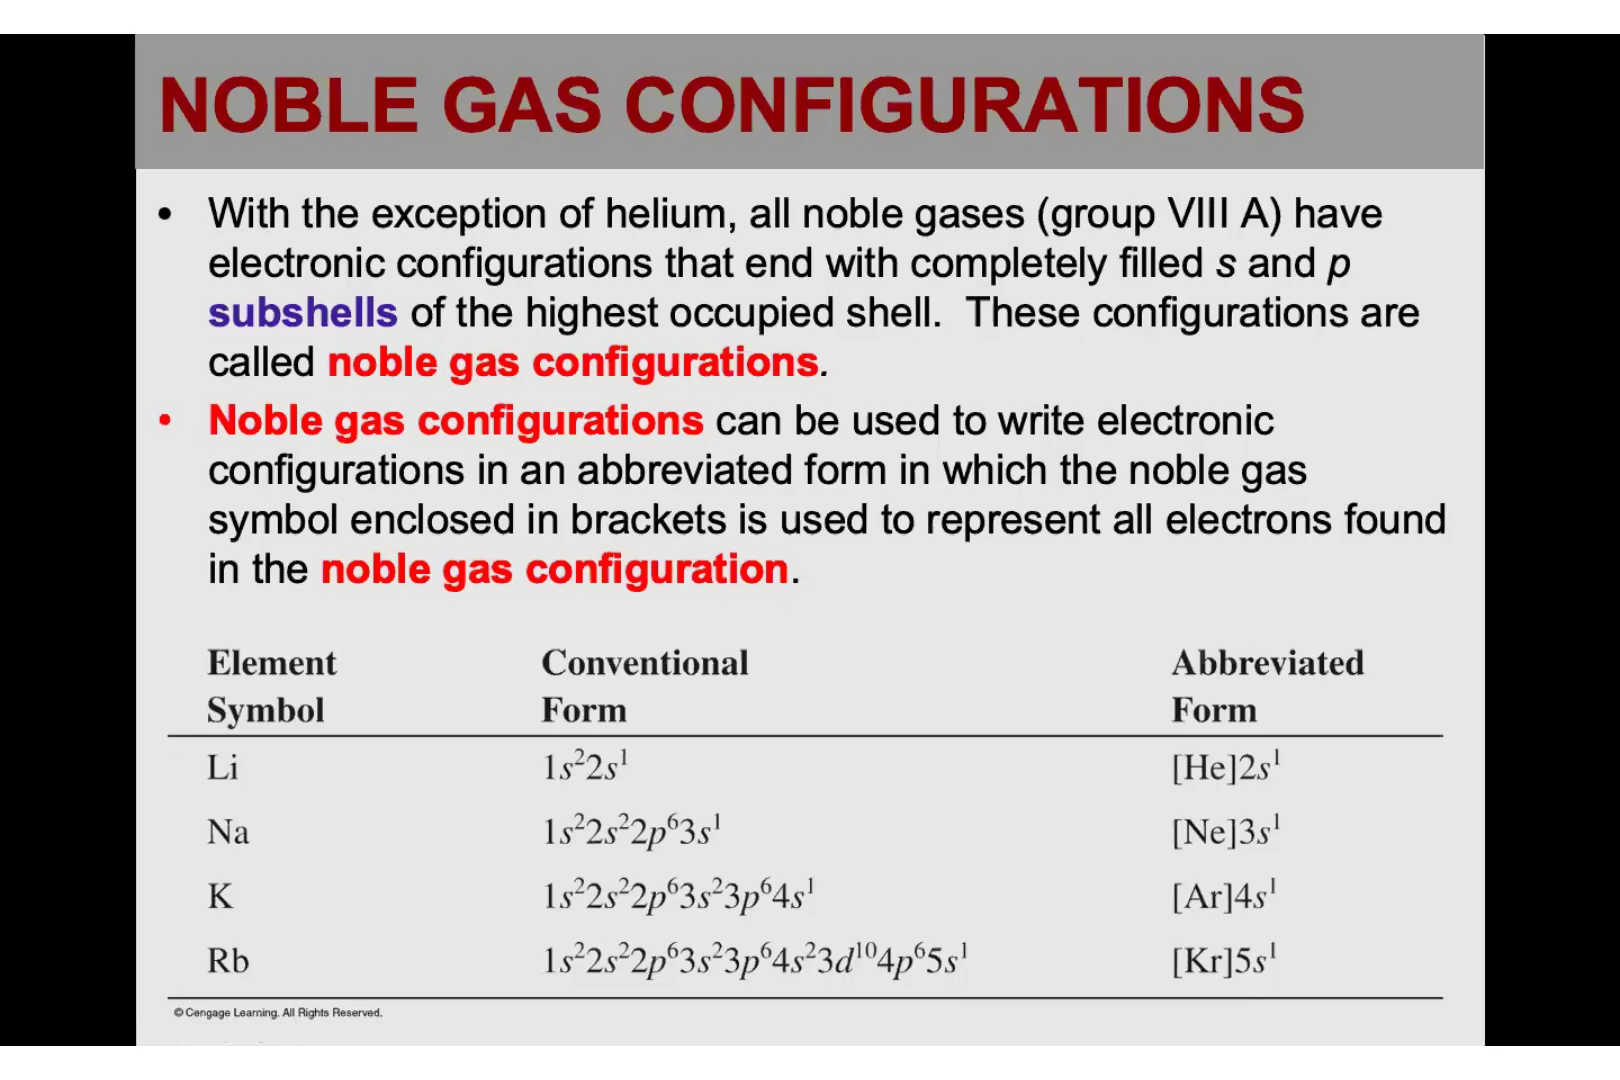 NOBLE GAS CONFIGURATIONS
• With the exception of helium, all noble gases (group VIII A) have
electronic configurations that end with completely filled s and p
subshells of the highest occupied shell.  These configurations are
called noble gas configurations.
• Noble gas configurations can be used to write electronic
configurations in an abbreviated form in which the noble gas
symbol enclosed in brackets is used to represent all electrons found
in the noble gas configuration.
Element Symbol | Conventional Form | Abbreviated Form
Li | 1s²2s¹ | [He]2s¹
Na | 1s²2s²2p⁶3s¹ | [Ne]3s¹
K | 1s²2s²2p⁶3s²3p⁶4s¹ | [Ar]4s¹
Rb | 1s²2s²2p⁶3s²3p⁶4s²3d¹⁰4p⁶5s¹ | [Kr]5s¹
© Cengage Learning. All Rights Reserved.